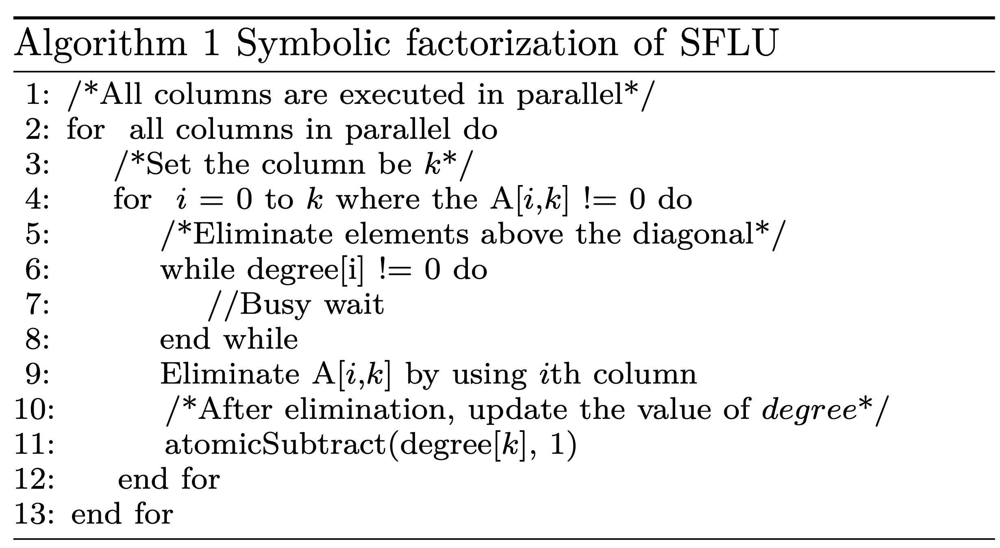 Algorithm 1 Symbolic factorization of SFLU
1: /*All columns are executed in parallel*/
2: for all columns in parallel do
3: /*Set the column be k*/
4: for i = 0 to k where the A[i,k] != 0 do
5: /*Eliminate elements above the diagonal*/
6: while degree[i] != 0 do
7: //Busy wait
8: end while
9: Eliminate A[i,k] by using ith column
10: /*After elimination, update the value of degree*/
11: atomicSubtract(degree[k], 1)
12: end for
13: end for